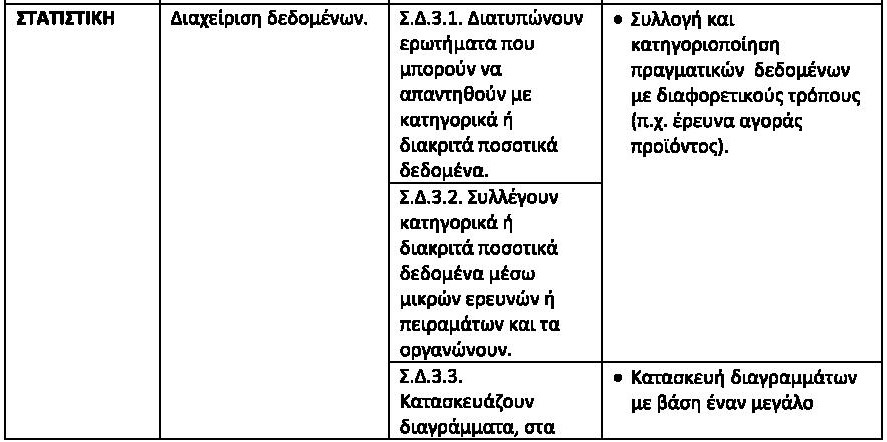 ΣΤΑΤΙΣΤΙΚΗ
Διαχείριση δεδομένων.
Σ.Δ.3.1. Διατυπώνουν
ερωτήματα που
μπορούν να
απαντηθούν με
κατηγορικά ή
διακριτά ποσοτικά
δεδομένα.
• Συλλογή και
κατηγοριοποίηση
πραγματικών δεδομένων
με διαφορετικούς τρόπους
(π.χ. έρευνα αγοράς
προϊόντος).
Σ.Δ.3.2. Συλλέγουν
κατηγορικά ή
διακριτά ποσοτικά
δεδομένα μέσω
μικρών ερευνών ή
πειραμάτων και τα
οργανώνουν.
Σ.Δ.3.3.
Κατασκευάζουν
διαγράμματα, στα
• Κατασκευή διαγραμμάτων
με βάση έναν μεγάλο